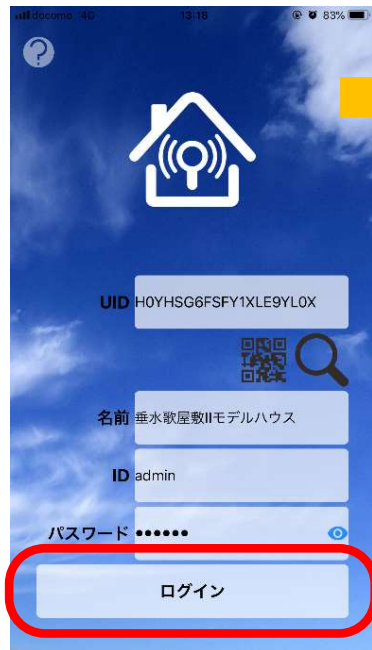 docomo 4G 13:18 83%
?
UID H0YHSG6FSFY1XLE9YL0X
名前 垂水歌屋敷IIモデルハウス
ID admin
パスワード ••••••
ログイン